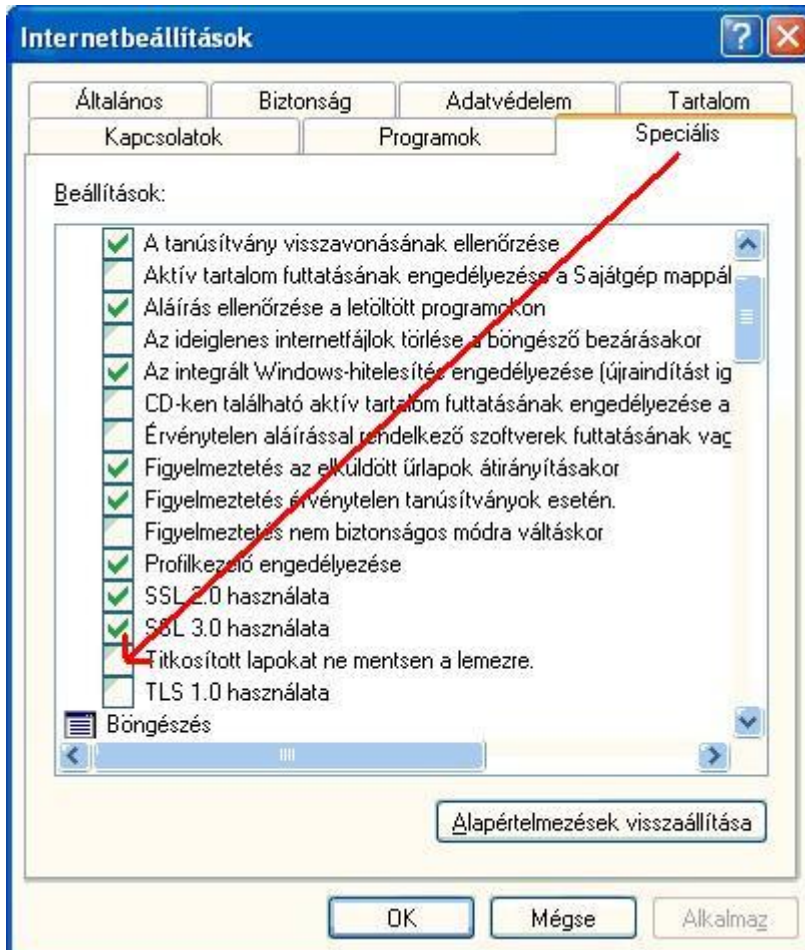 Internetbeállítások
Általános Biztonság Adatvédelem Tartalom
Kapcsolatok Programok Speciális
Beállítások:
A tanúsítvány visszavonásának ellenőrzése
Aktív tartalom futtatásának engedélyezése a Sajátgép mappál
Aláírás ellenőrzése a letöltött programokon
Az ideiglenes internetfájlok törlése a böngésző bezárásakor
Az integrált Windows-hitelesítés engedélyezése (újraindítást ig
CD-ken található aktív tartalom futtatásának engedélyezése a
Érvénytelen aláírással rendelkező szoftverek futtatásának vag
Figyelmeztetés az elküldött űrlapok átirányításakor
Figyelmeztetés érvénytelen tanúsítványok esetén.
Figyelmeztetés nem biztonságos módra váltáskor
Profilkezelő engedélyezése
SSL 2.0 használata
SSL 3.0 használata
Titkosított lapokat ne mentsen a lemezre.
TLS 1.0 használata
Böngészés
Alapértelmezések visszaállítása
OK Mégse Alkalmaz